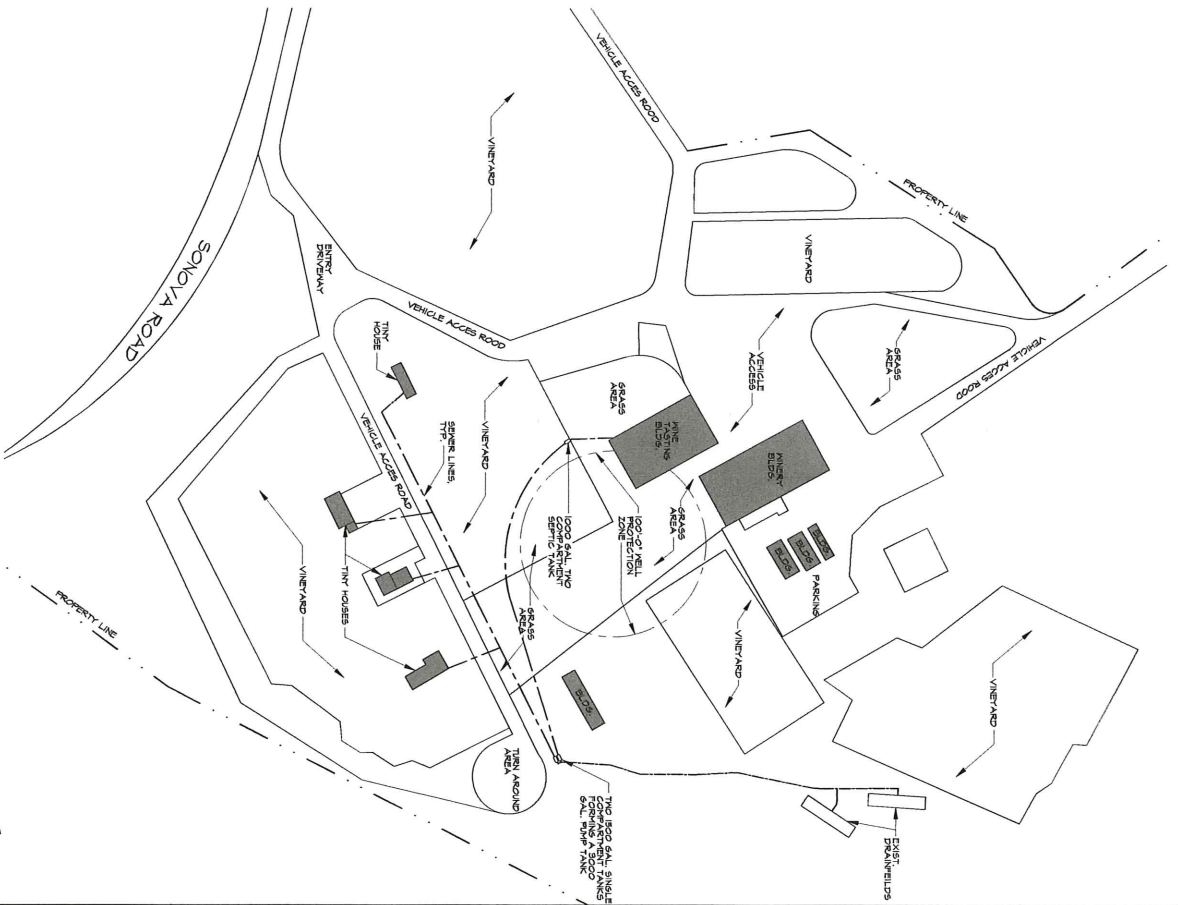 VEHICLE ACCES ROOD
PROPERTY LINE
VINEYARD
VINEYARD
VEHICLE ACCES ROOD
GRASS
AREA
VEHICLE
ACCESS
SONOVA ROAD
ENTRY
DRIVEWAY
VEHICLE ACCES ROOD
TINY
HOUSE
GRASS
AREA
WINE
TASTING
BLDG.
WINERY
BLDG.
VINEYARD
SEWER LINES,
TYP.
VEHICLE ACCES ROAD
1000 GAL. TWO
COMPARTMENT
SEPTIC TANK
100'-0" WELL
PROTECTION
ZONE
GRASS
AREA
BLDG.
BLDG.
BLDG.
PARKING
VINEYARD
TINY HOUSES
GRASS
AREA
VINEYARD
VINEYARD
PROPERTY LINE
BLDG.
TURN AROUND
AREA
TWO 1500 GAL. SINGLE
COMPARTMENT TANKS
FORMING A 3000
GAL. PUMP TANK
EXIST.
DRAINFEILDS